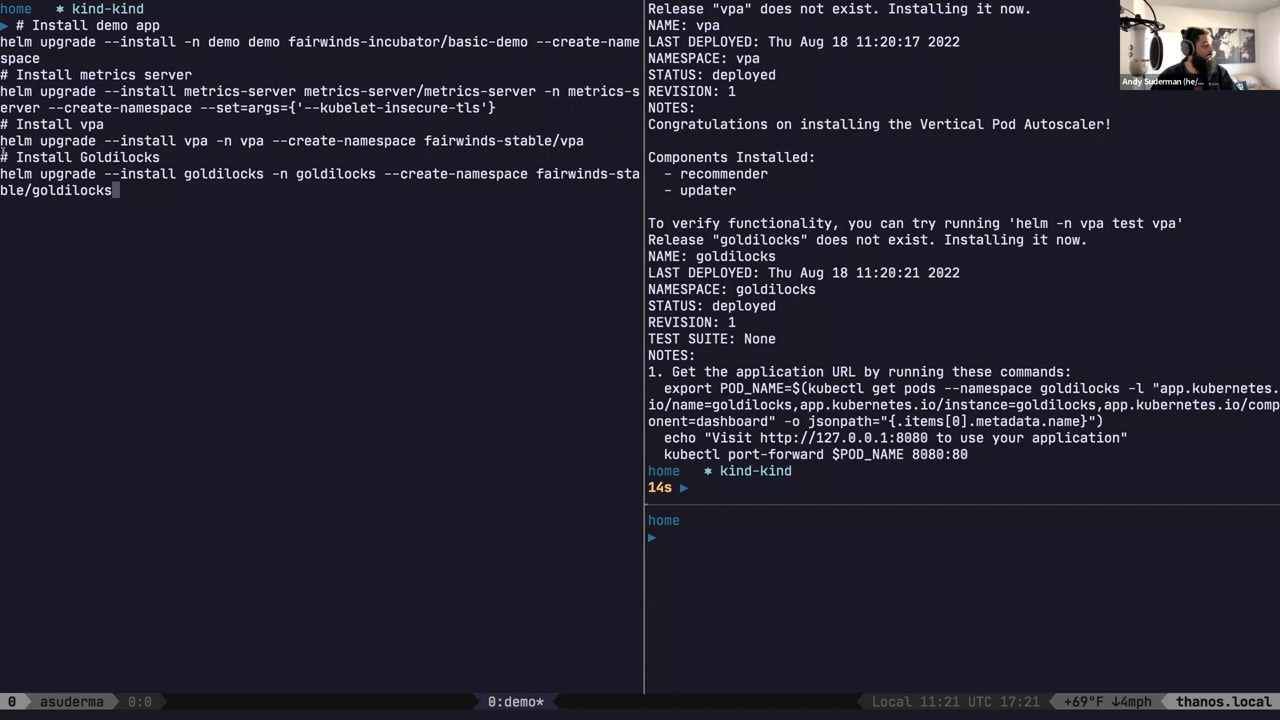 home * kind-kind
▶ # Install demo app
helm upgrade --install -n demo demo fairwinds-incubator/basic-demo --create-name
space
# Install metrics server
helm upgrade --install metrics-server metrics-server/metrics-server -n metrics-s
erver --create-namespace --set=args={'--kubelet-insecure-tls'}
# Install vpa
helm upgrade --install vpa -n vpa --create-namespace fairwinds-stable/vpa
# Install Goldilocks
helm upgrade --install goldilocks -n goldilocks --create-namespace fairwinds-sta
ble/goldilocks
Release "vpa" does not exist. Installing it now.
NAME: vpa
LAST DEPLOYED: Thu Aug 18 11:20:17 2022
NAMESPACE: vpa
STATUS: deployed
REVISION: 1
NOTES:
Congratulations on installing the Vertical Pod Autoscaler!
Components Installed:
- recommender
- updater
To verify functionality, you can try running 'helm -n vpa test vpa'
Release "goldilocks" does not exist. Installing it now.
NAME: goldilocks
LAST DEPLOYED: Thu Aug 18 11:20:21 2022
NAMESPACE: goldilocks
STATUS: deployed
REVISION: 1
TEST SUITE: None
NOTES:
1. Get the application URL by running these commands:
export POD_NAME=$(kubectl get pods --namespace goldilocks -l "app.kubernetes.
io/name=goldilocks,app.kubernetes.io/instance=goldilocks,app.kubernetes.io/comp
onent=dashboard" -o jsonpath="{.items[0].metadata.name}")
echo "Visit http://127.0.0.1:8080 to use your application"
kubectl port-forward $POD_NAME 8080:80
home * kind-kind
14s ▶
home
▶
Andy Suderman (he/...
0 asuderma 0:0 0:demo* Local 11:21 UTC 17:21 +69°F ↓4mph thanos.local